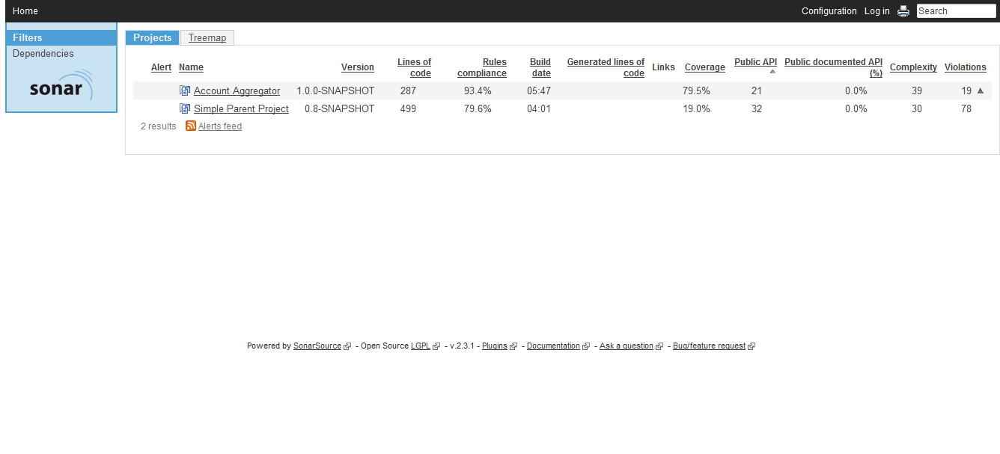 Home Configuration Log in Search
Filters
Dependencies
sonar
Projects Treemap
Alert Name Version Lines of code Rules compliance Build date Generated lines of code Links Coverage Public API Public documented API (%) Complexity Violations
Account Aggregator 1.0.0-SNAPSHOT 287 93.4% 05:47 79.5% 21 0.0% 39 19
Simple Parent Project 0.8-SNAPSHOT 499 79.6% 04:01 19.0% 32 0.0% 30 78
2 results Alerts feed
Powered by SonarSource - Open Source LGPL - v.2.3.1 - Plugins - Documentation - Ask a question - Bug/feature request